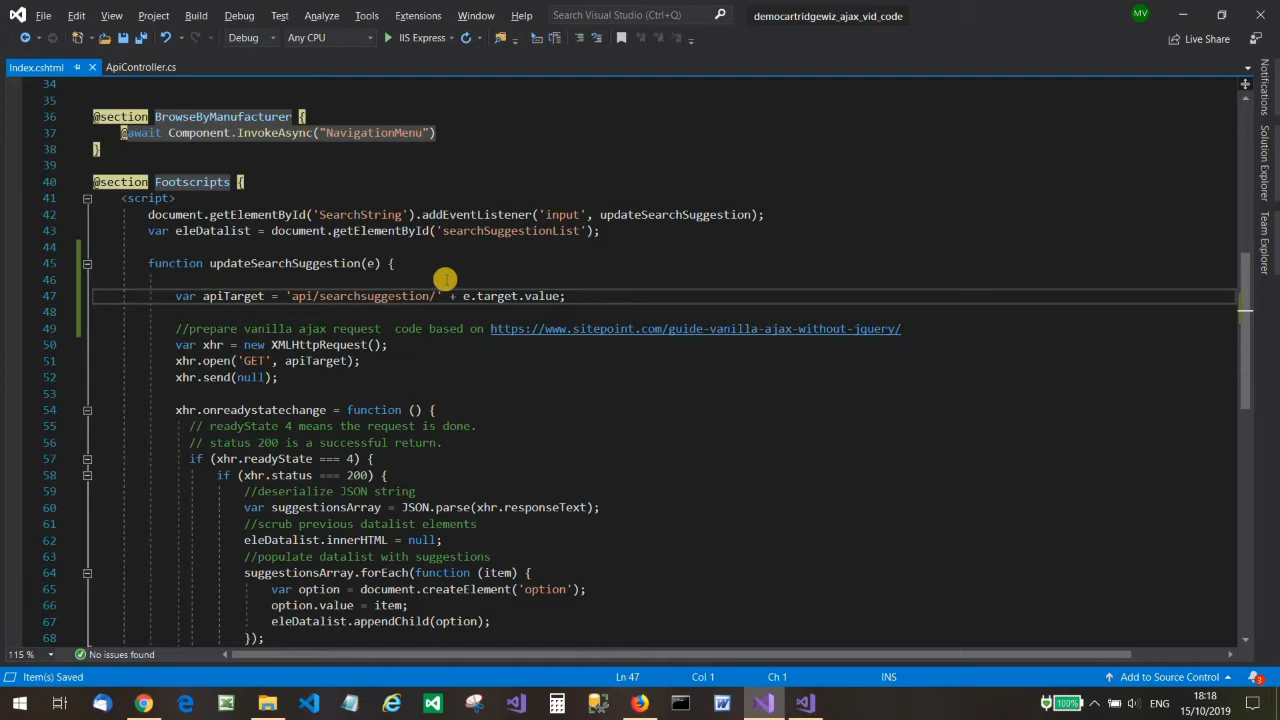 File Edit View Project Build Debug Test Analyze Tools Extensions Window Help Search Visual Studio (Ctrl+Q) democartridgewiz_ajax_vid_code MV
Debug Any CPU IIS Express Live Share
Index.cshtml ApiController.cs
34
35
36 @section BrowseByManufacturer {
37 @await Component.InvokeAsync("NavigationMenu")
38 }
39
40 @section Footscripts {
41 <script>
42 document.getElementById('SearchString').addEventListener('input', updateSearchSuggestion);
43 var eleDatalist = document.getElementById('searchSuggestionList');
44
45 function updateSearchSuggestion(e) {
46
47 var apiTarget = 'api/searchsuggestion/' + e.target.value;
48
49 //prepare vanilla ajax request  code based on https://www.sitepoint.com/guide-vanilla-ajax-without-jquery/
50 var xhr = new XMLHttpRequest();
51 xhr.open('GET', apiTarget);
52 xhr.send(null);
53
54 xhr.onreadystatechange = function () {
55 // readyState 4 means the request is done.
56 // status 200 is a successful return.
57 if (xhr.readyState === 4) {
58 if (xhr.status === 200) {
59 //deserialize JSON string
60 var suggestionsArray = JSON.parse(xhr.responseText);
61 //scrub previous datalist elements
62 eleDatalist.innerHTML = null;
63 //populate datalist with suggestions
64 suggestionsArray.forEach(function (item) {
65 var option = document.createElement('option');
66 option.value = item;
67 eleDatalist.appendChild(option);
68 });
Notifications
Solution Explorer
Team Explorer
115 % No issues found
Item(s) Saved Ln 47 Col 1 Ch 1 INS Add to Source Control 3
100% ENG 18:18
15/10/2019